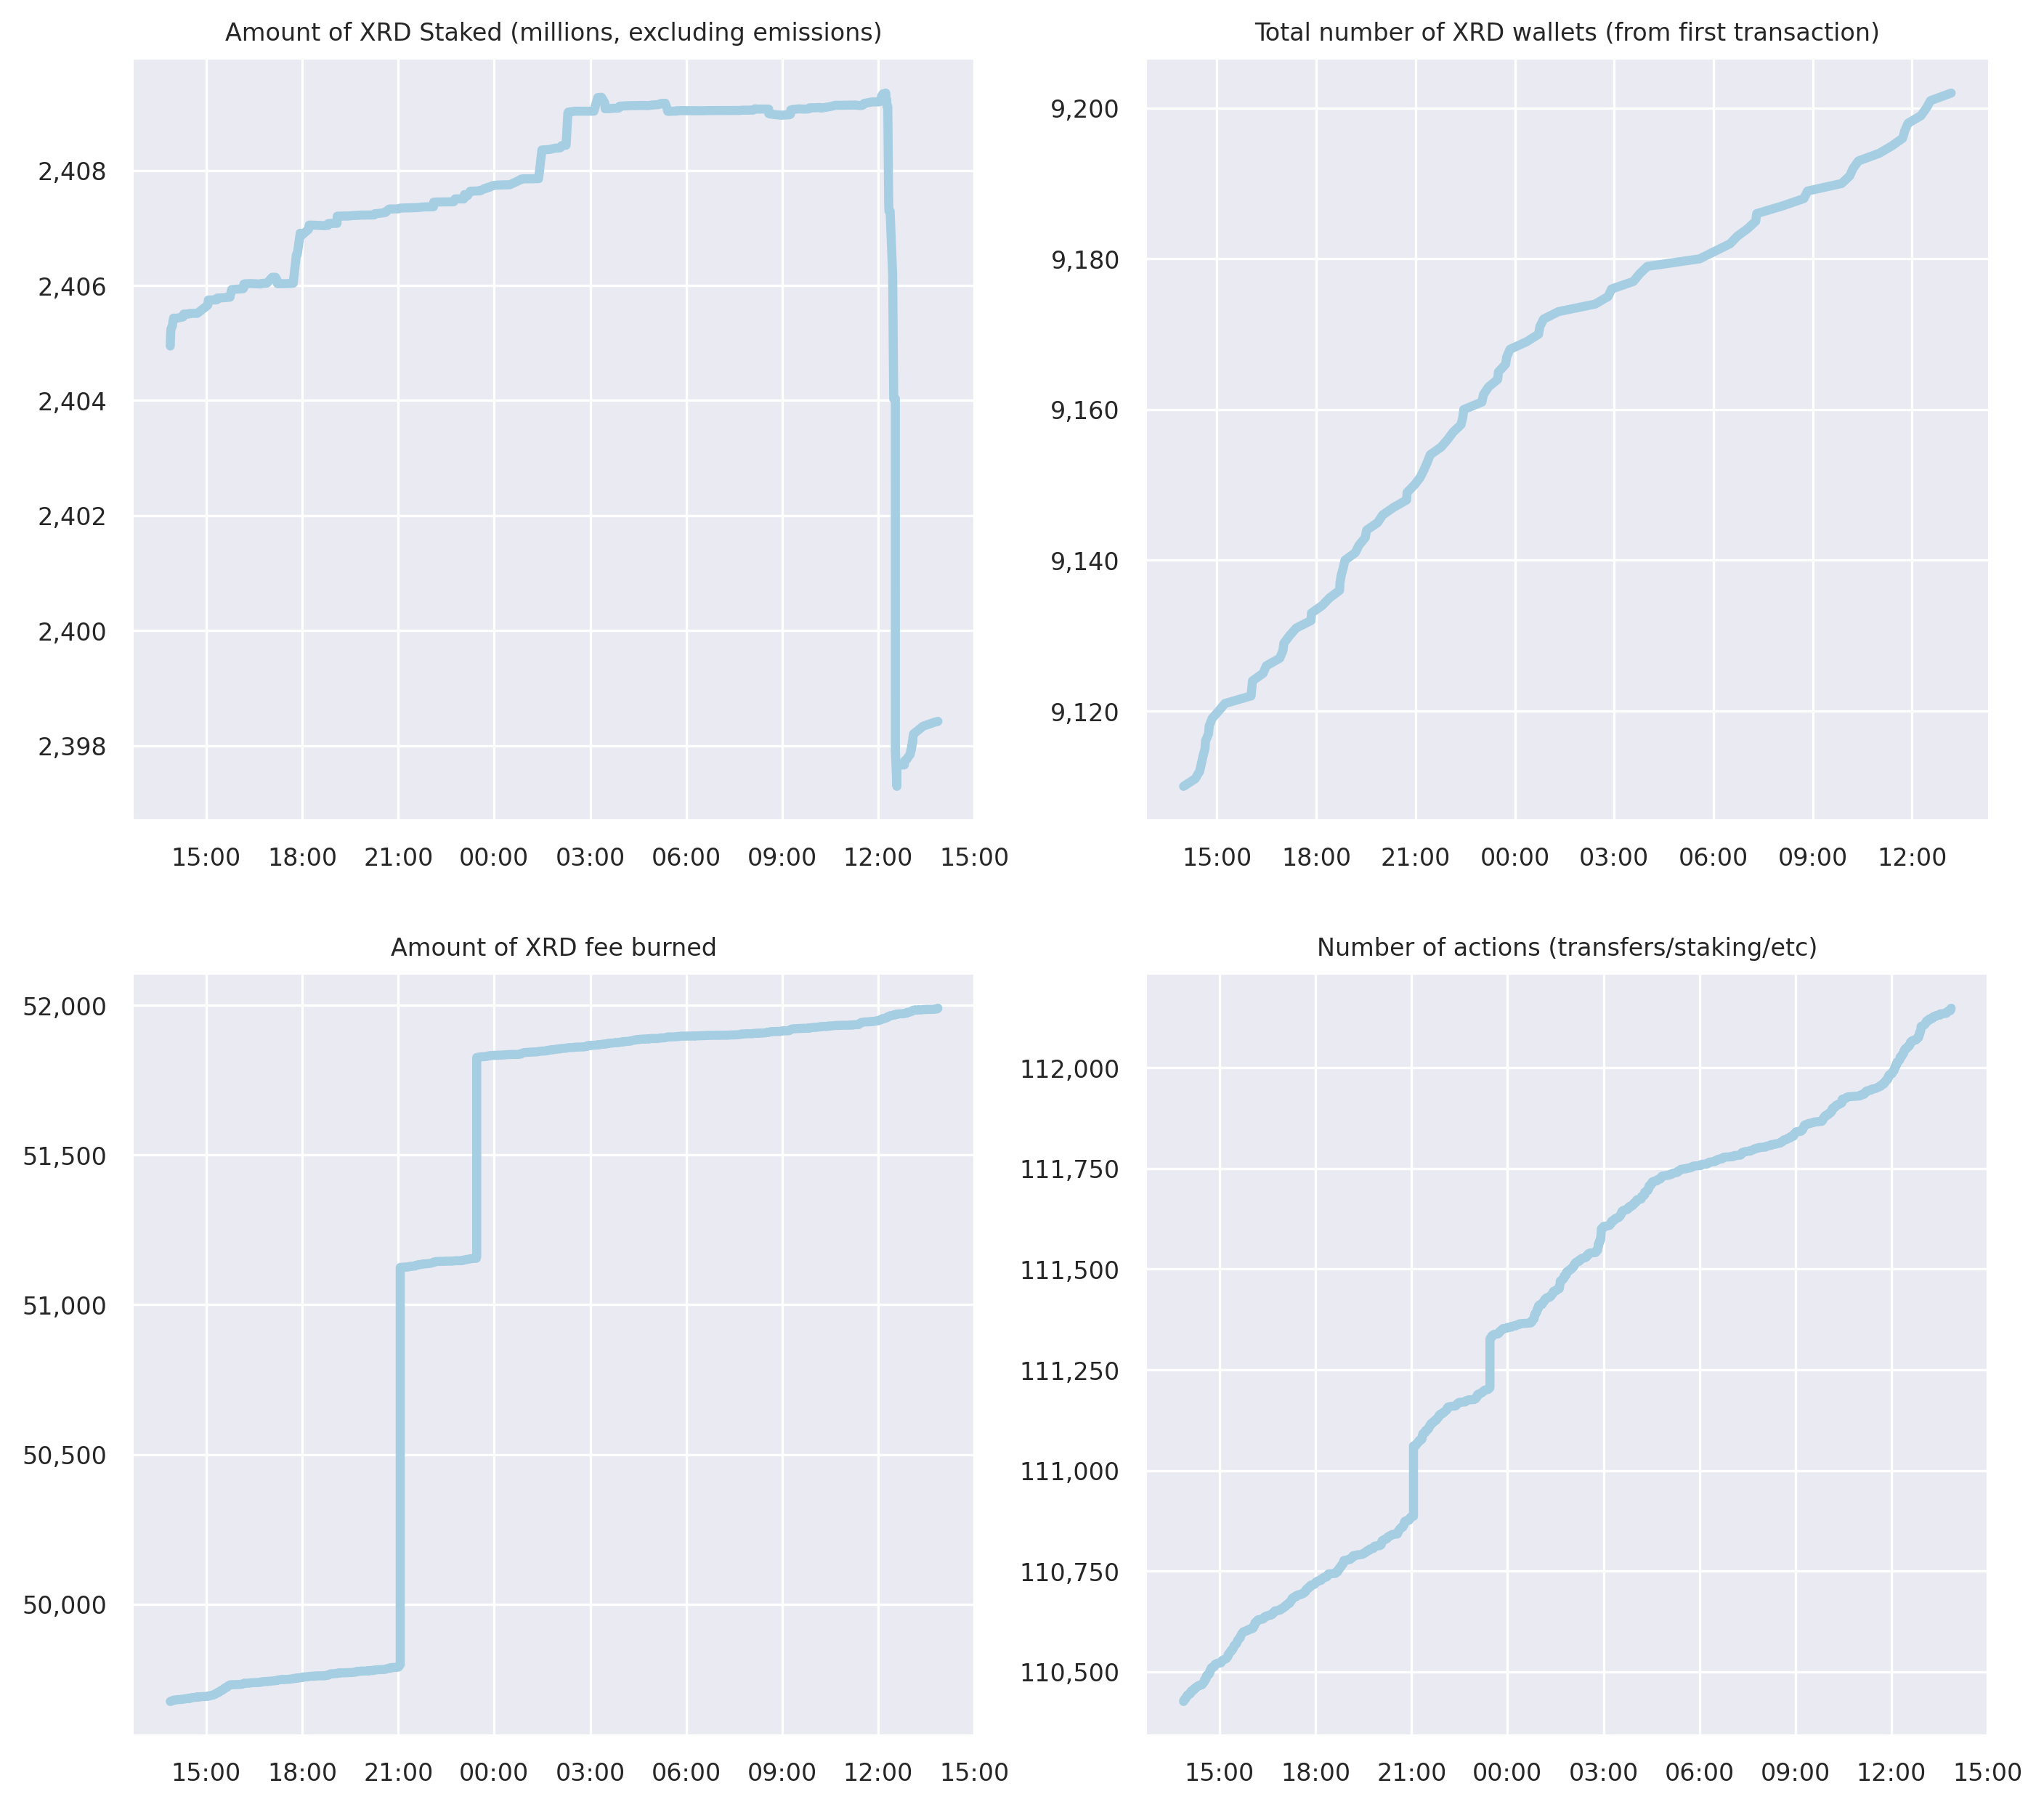 Amount of XRD Staked (millions, excluding emissions)
2,408
2,406
2,404
2,402
2,400
2,398
15:00 18:00 21:00 00:00 03:00 06:00 09:00 12:00 15:00
Total number of XRD wallets (from first transaction)
9,200
9,180
9,160
9,140
9,120
15:00 18:00 21:00 00:00 03:00 06:00 09:00 12:00
Amount of XRD fee burned
52,000
51,500
51,000
50,500
50,000
15:00 18:00 21:00 00:00 03:00 06:00 09:00 12:00 15:00
Number of actions (transfers/staking/etc)
112,000
111,750
111,500
111,250
111,000
110,750
110,500
15:00 18:00 21:00 00:00 03:00 06:00 09:00 12:00 15:00